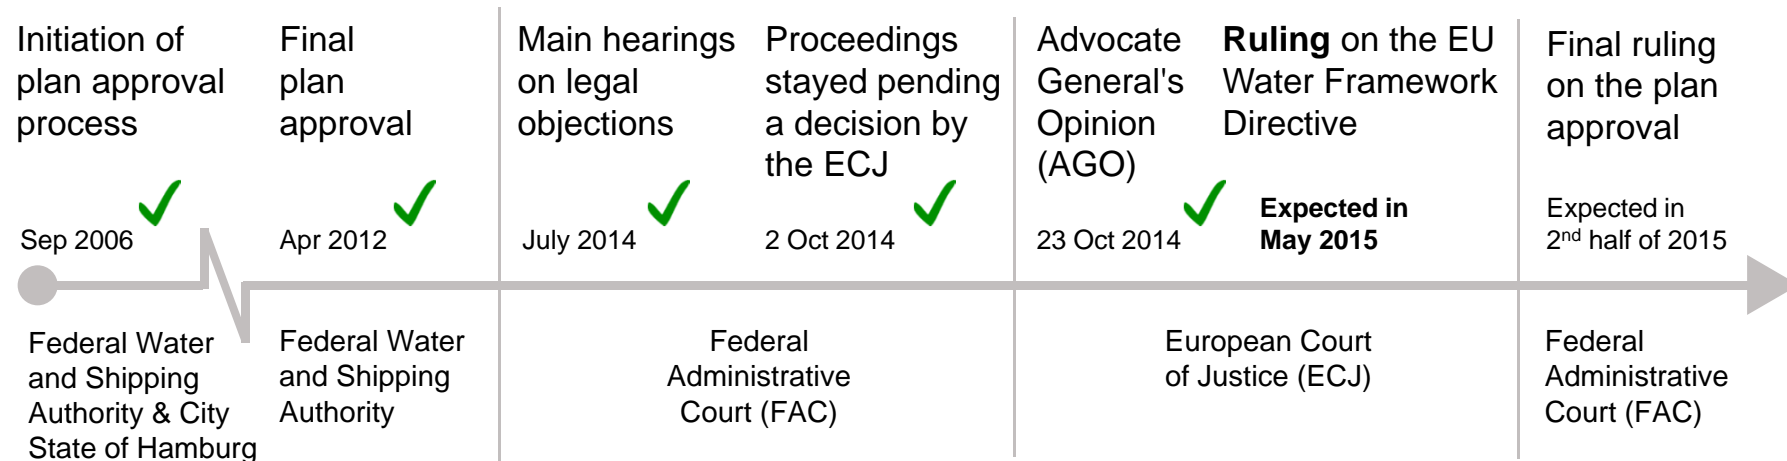 Initiation of
plan approval
process
Sep 2006
Final
plan
approval
Apr 2012
Main hearings
on legal
objections
July 2014
Proceedings
stayed pending
a decision by
the ECJ
2 Oct 2014
Advocate
General's
Opinion
(AGO)
23 Oct 2014
Ruling on the EU
Water Framework
Directive
Expected in
May 2015
Final ruling
on the plan
approval
Expected in
2nd half of 2015
Federal Water
and Shipping
Authority & City
State of Hamburg
Federal Water
and Shipping
Authority
Federal
Administrative
Court (FAC)
European Court
of Justice (ECJ)
Federal
Administrative
Court (FAC)